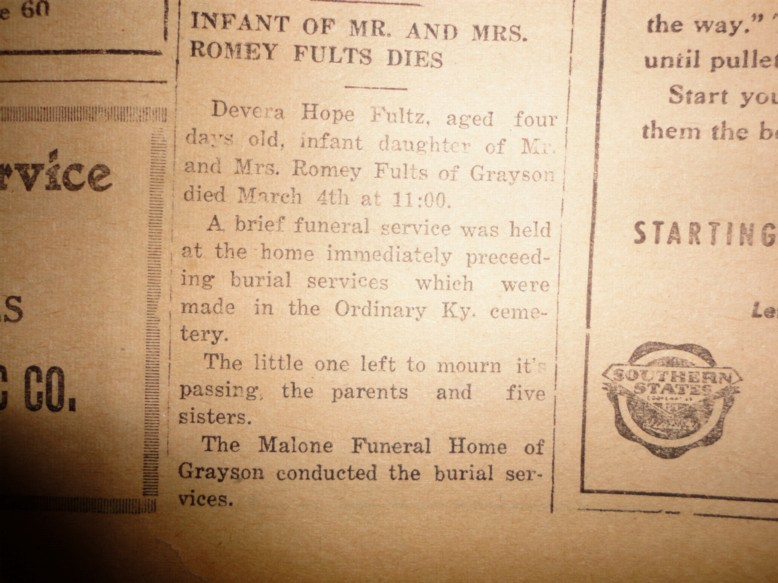 e 60
rvice
S
C CO.
INFANT OF MR. AND MRS.
ROMEY FULTS DIES
Devera Hope Fultz, aged four
days old, infant daughter of Mr.
and Mrs. Romey Fults of Grayson
died March 4th at 11:00.
A brief funeral service was held
at the home immediately preceed-
ing burial services which were
made in the Ordinary Ky. ceme-
tery.
The little one left to mourn it's
passing, the parents and five
sisters.
The Malone Funeral Home of
Grayson conducted the burial ser-
vices.
the way."
until pullet
Start you
them the be
STARTING
Le
SOUTHERN
STATES